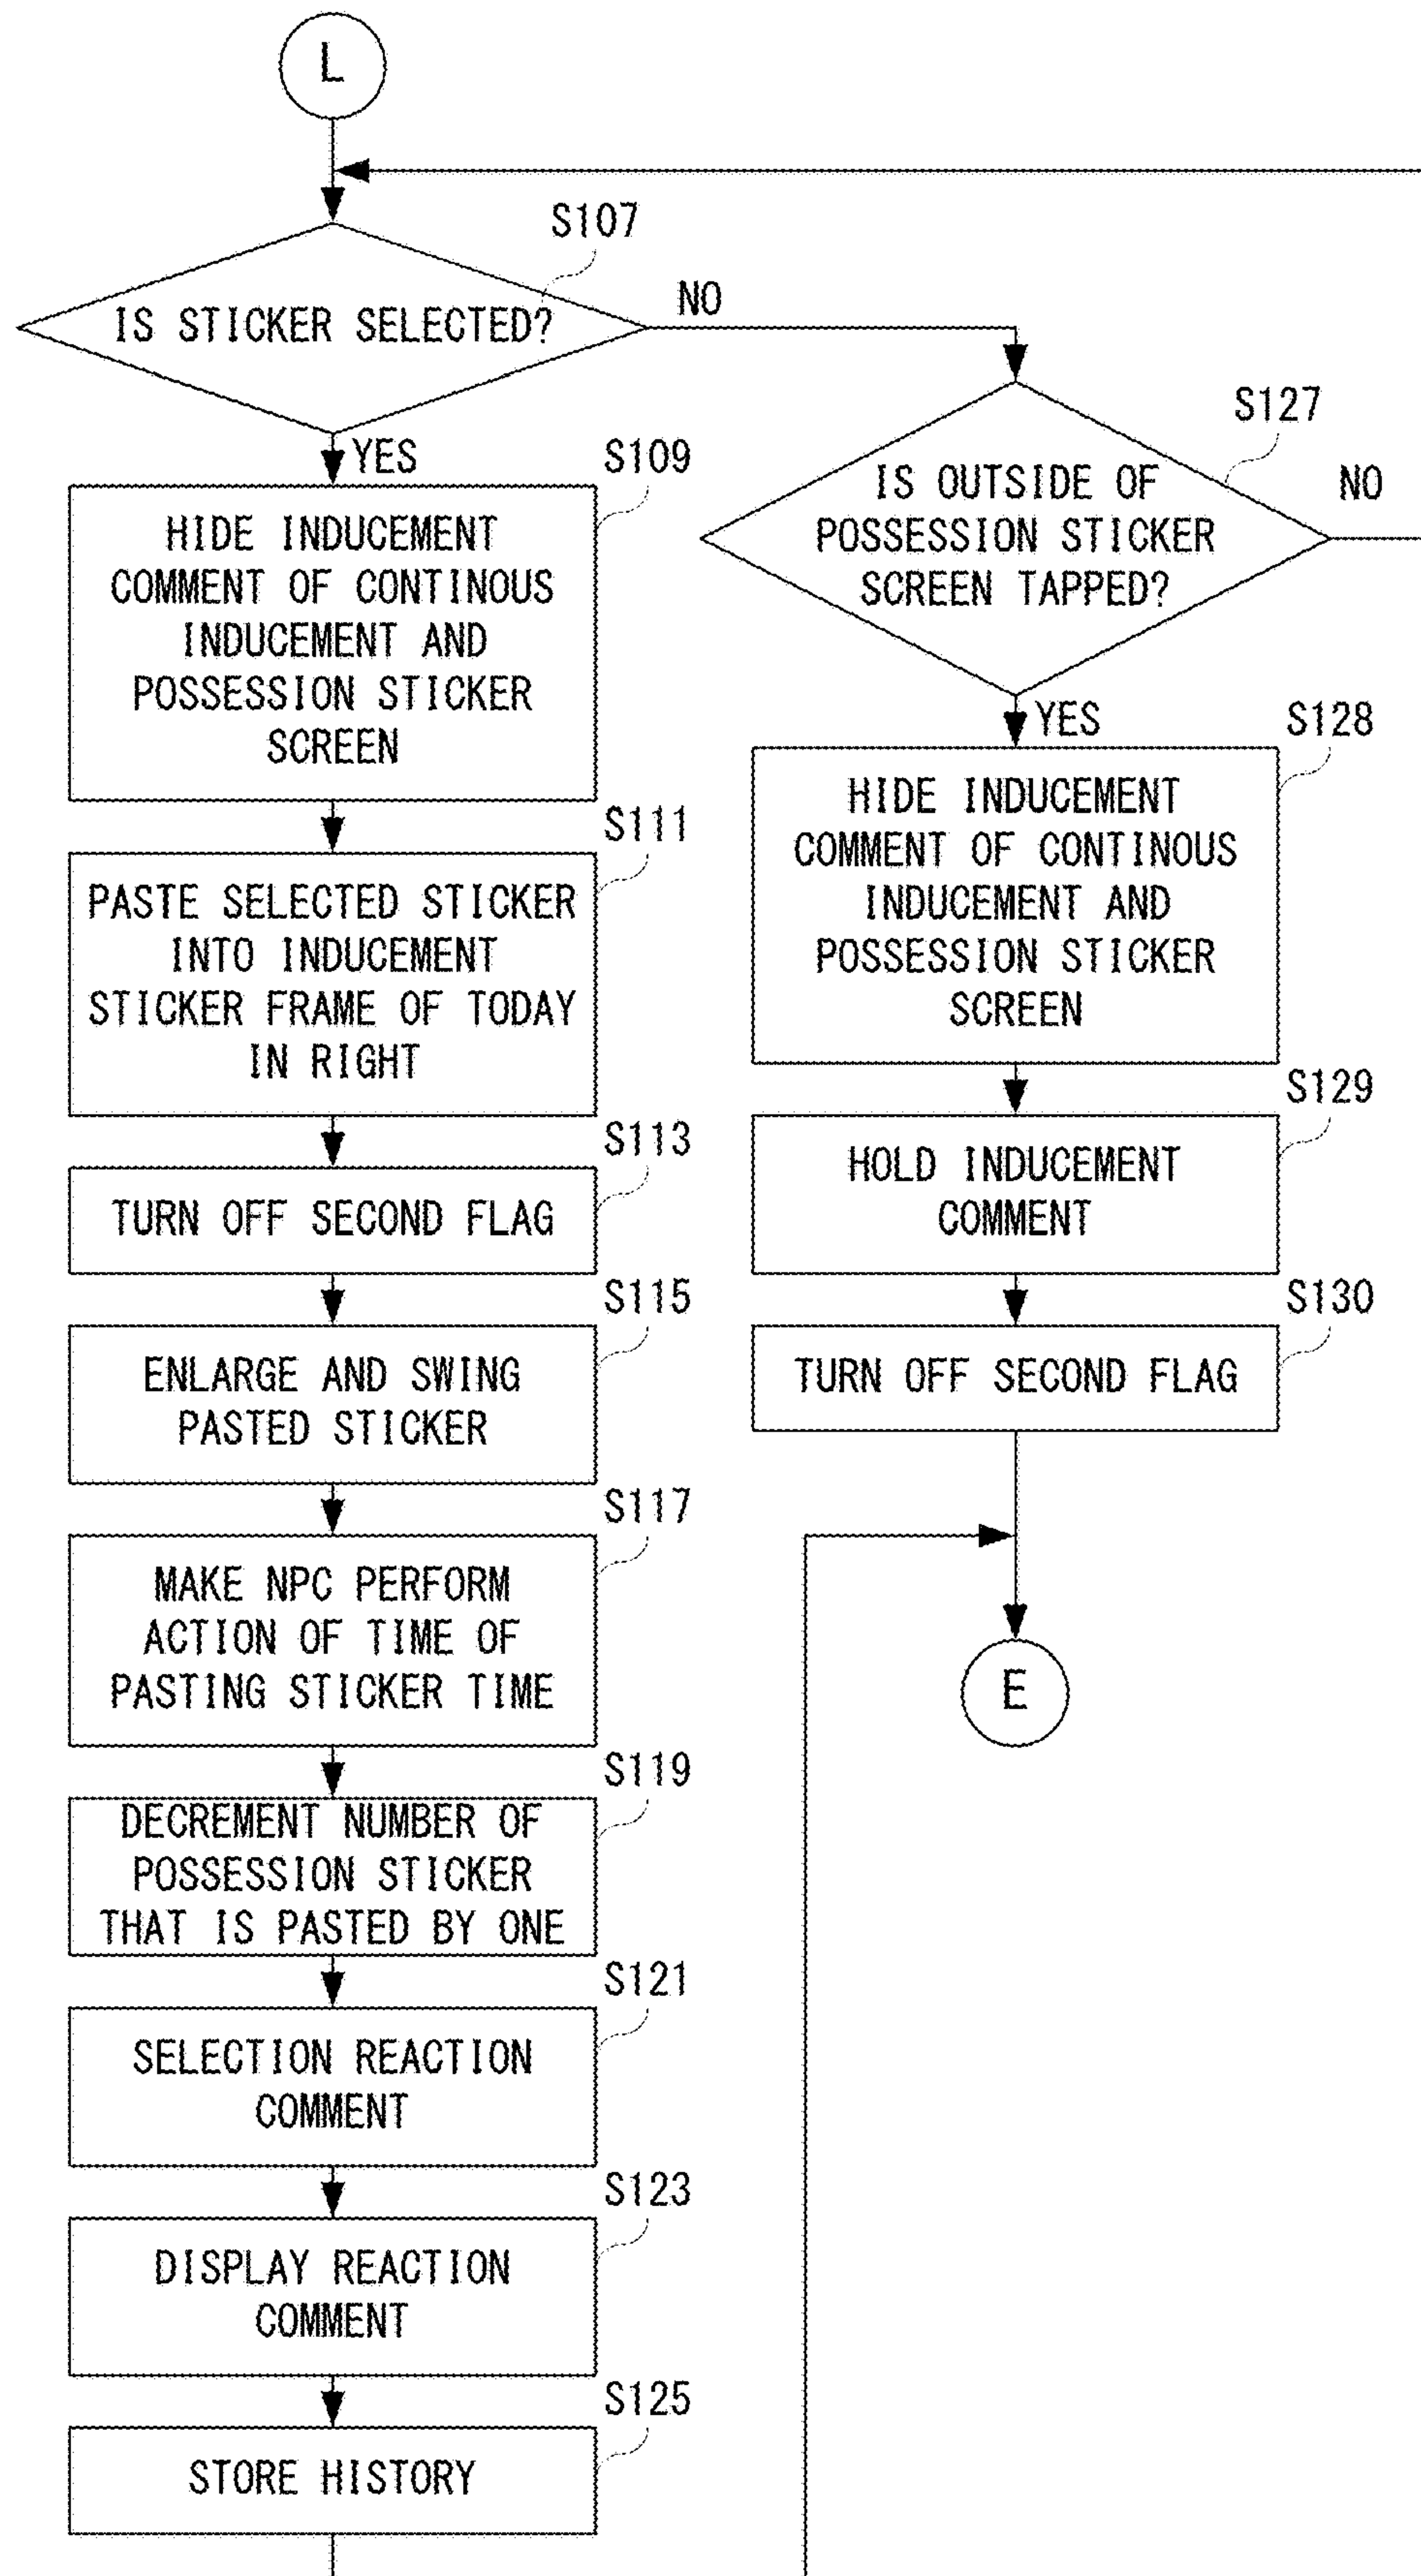 L
S107
IS STICKER SELECTED?
NO
YES
S109
HIDE INDUCEMENT
COMMENT OF CONTINOUS
INDUCEMENT AND
POSSESSION STICKER
SCREEN
S111
PASTE SELECTED STICKER
INTO INDUCEMENT
STICKER FRAME OF TODAY
IN RIGHT
S113
TURN OFF SECOND FLAG
S115
ENLARGE AND SWING
PASTED STICKER
S117
MAKE NPC PERFORM
ACTION OF TIME OF
PASTING STICKER TIME
S119
DECREMENT NUMBER OF
POSSESSION STICKER
THAT IS PASTED BY ONE
S121
SELECTION REACTION
COMMENT
S123
DISPLAY REACTION
COMMENT
S125
STORE HISTORY
S127
IS OUTSIDE OF
POSSESSION STICKER
SCREEN TAPPED?
NO
YES
S128
HIDE INDUCEMENT
COMMENT OF CONTINOUS
INDUCEMENT AND
POSSESSION STICKER
SCREEN
S129
HOLD INDUCEMENT
COMMENT
S130
TURN OFF SECOND FLAG
E